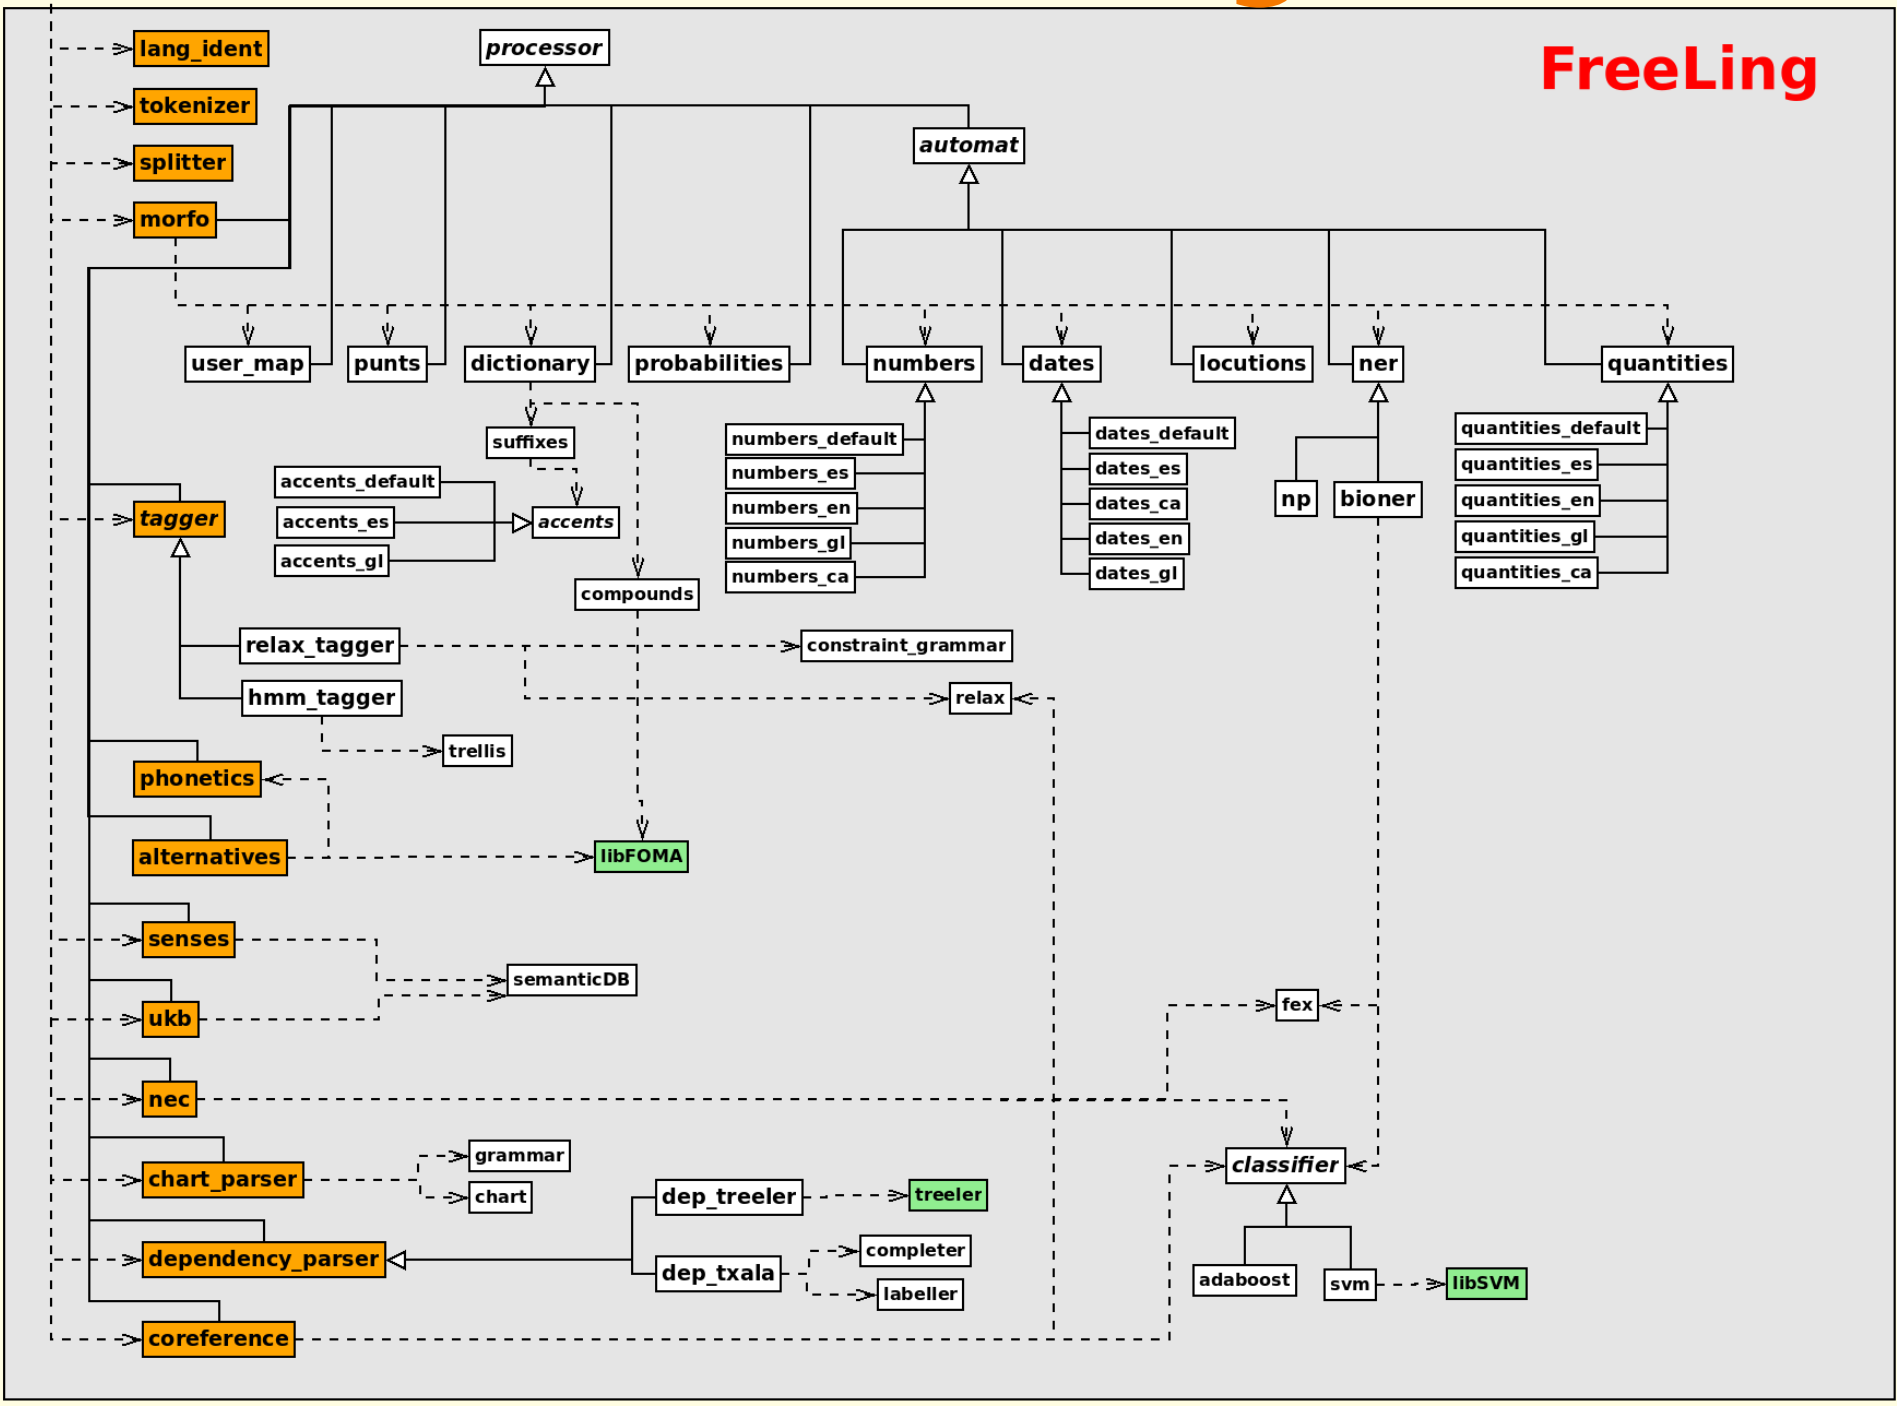 FreeLing
lang_ident
processor
tokenizer
automat
splitter
morfo
user_map
punts
dictionary
probabilities
numbers
dates
locutions
ner
quantities
suffixes
numbers_default
numbers_es
numbers_en
numbers_gl
numbers_ca
dates_default
dates_es
dates_ca
dates_en
dates_gl
np
bioner
quantities_default
quantities_es
quantities_en
quantities_gl
quantities_ca
accents_default
accents_es
accents_gl
accents
tagger
compounds
relax_tagger
constraint_grammar
hmm_tagger
relax
trellis
phonetics
alternatives
libFOMA
senses
semanticDB
ukb
fex
nec
classifier
chart_parser
grammar
chart
dep_treeler
treeler
dependency_parser
dep_txala
completer
labeller
adaboost
svm
libSVM
coreference